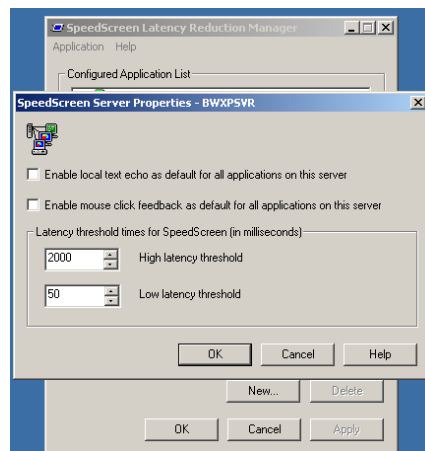 SpeedScreen Latency Reduction Manager
Application Help
Configured Application List
SpeedScreen Server Properties - BWXPSVR
Enable local text echo as default for all applications on this server
Enable mouse click feedback as default for all applications on this server
Latency threshold times for SpeedScreen (in milliseconds)
2000 High latency threshold
50 Low latency threshold
OK Cancel Help
New... Delete
OK Cancel Apply